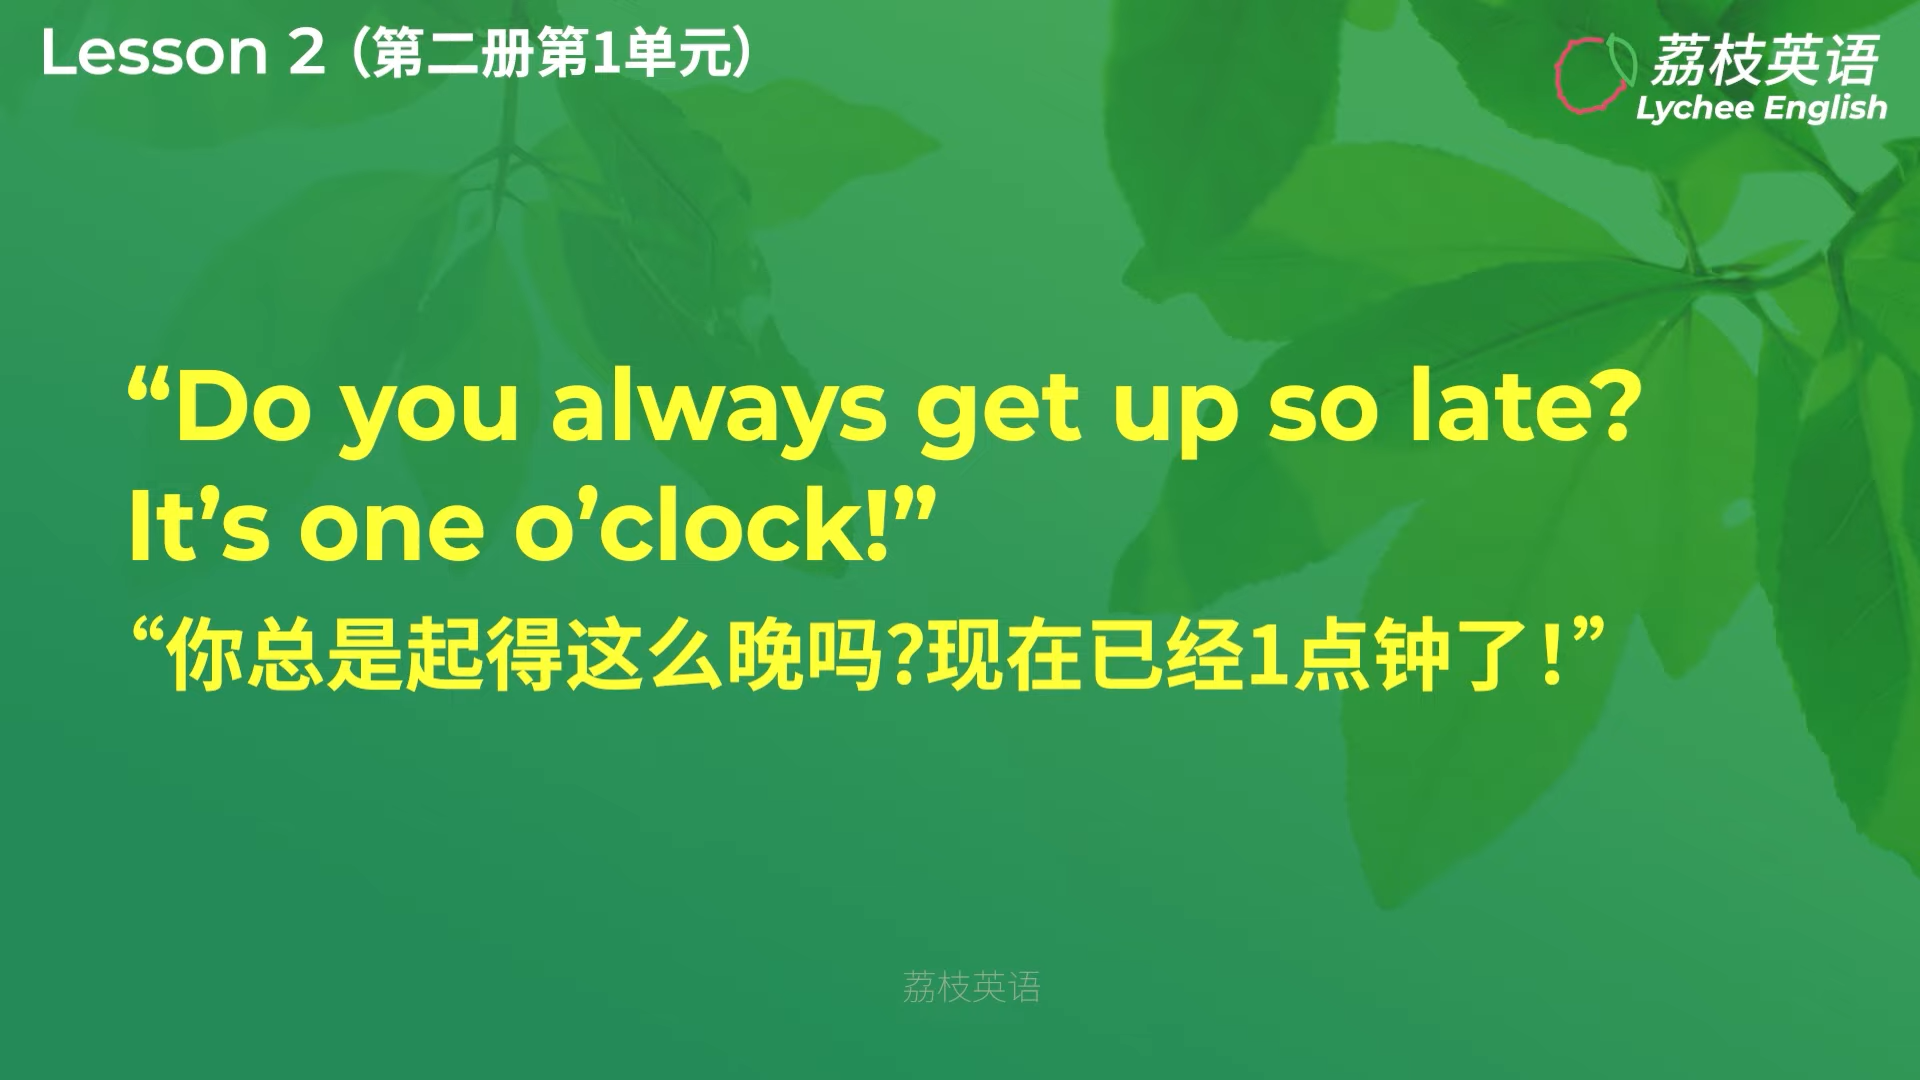 Lesson 2（第二册第1单元）
荔枝英语
Lychee English
“Do you always get up so late?
It’s one o’clock!”
“你总是起得这么晚吗?现在已经1点钟了！”
荔枝英语